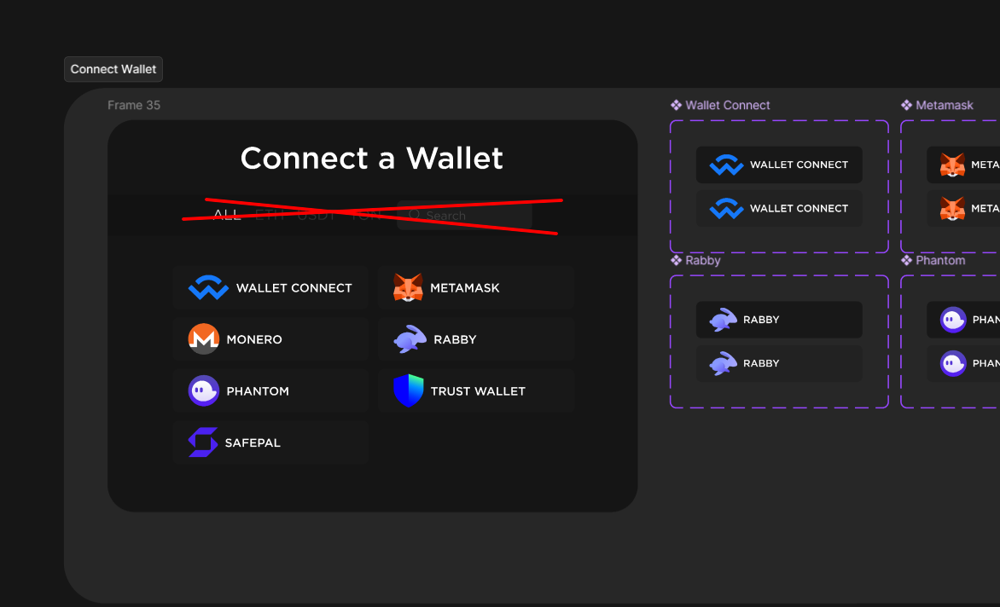 Connect Wallet
Frame 35
Wallet Connect
Metamask
Connect a Wallet
WALLET CONNECT
META
WALLET CONNECT
META
ALL ETH USDT TON Search
Rabby
Phantom
WALLET CONNECT
METAMASK
RABBY
PHAN
MONERO
RABBY
RABBY
PHAN
PHANTOM
TRUST WALLET
SAFEPAL